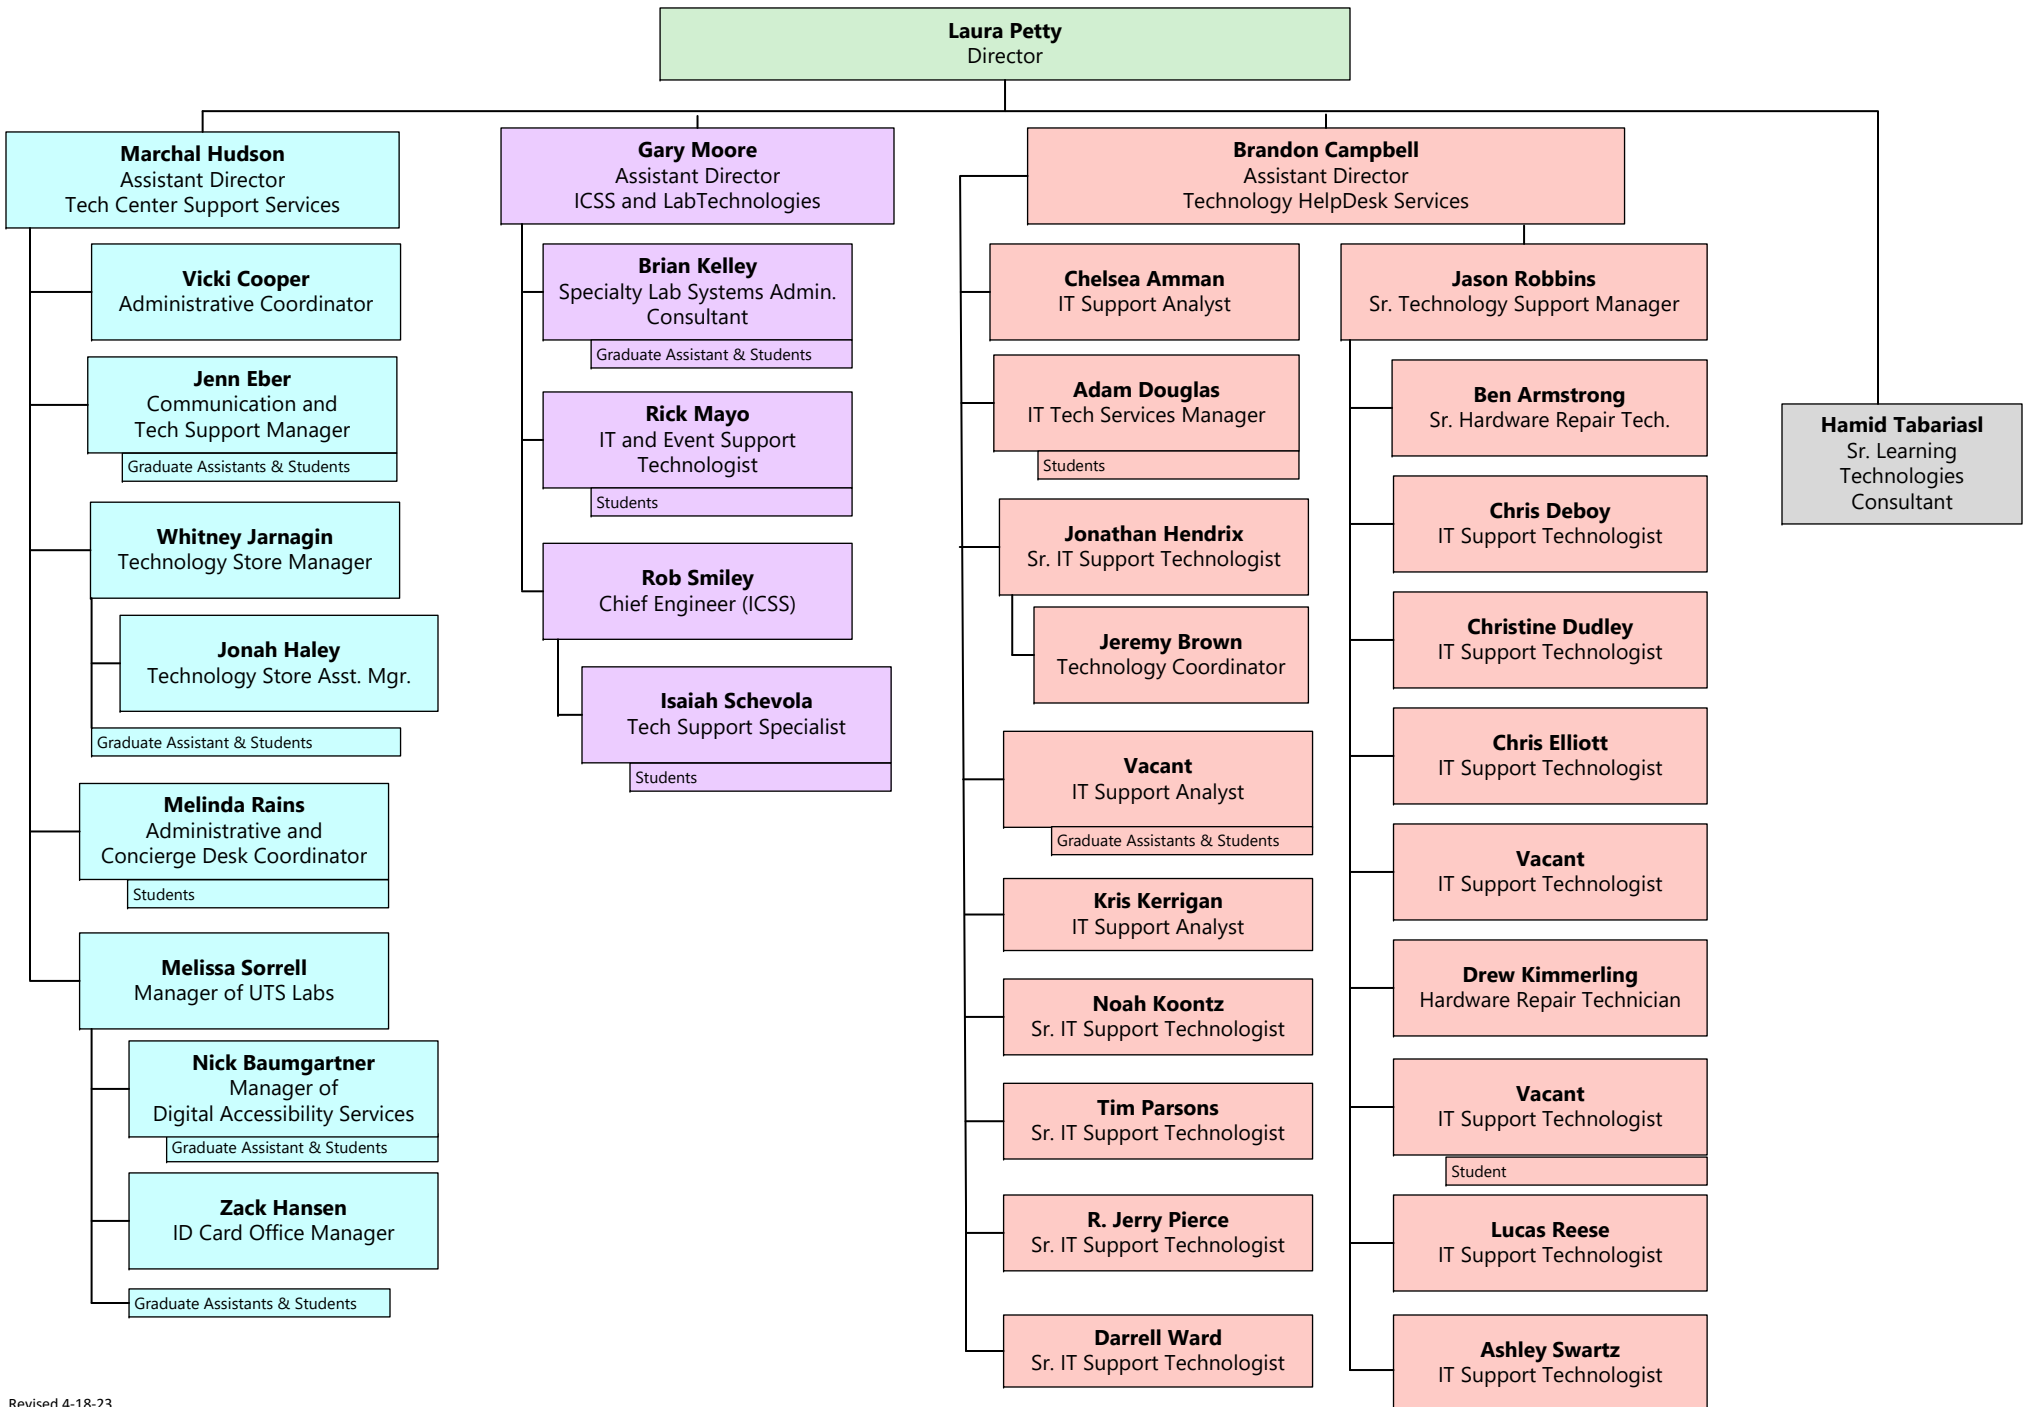 Laura Petty
Director
Marchal Hudson
Assistant Director
Tech Center Support Services
Vicki Cooper
Administrative Coordinator
Jenn Eber
Communication and
Tech Support Manager
Graduate Assistants & Students
Whitney Jarnagin
Technology Store Manager
Jonah Haley
Technology Store Asst. Mgr.
Graduate Assistant & Students
Melinda Rains
Administrative and
Concierge Desk Coordinator
Students
Melissa Sorrell
Manager of UTS Labs
Nick Baumgartner
Manager of
Digital Accessibility Services
Graduate Assistant & Students
Zack Hansen
ID Card Office Manager
Graduate Assistants & Students
Gary Moore
Assistant Director
ICSS and LabTechnologies
Brian Kelley
Specialty Lab Systems Admin.
Consultant
Graduate Assistant & Students
Rick Mayo
IT and Event Support
Technologist
Students
Rob Smiley
Chief Engineer (ICSS)
Isaiah Schevola
Tech Support Specialist
Students
Brandon Campbell
Assistant Director
Technology HelpDesk Services
Chelsea Amman
IT Support Analyst
Adam Douglas
IT Tech Services Manager
Students
Jonathan Hendrix
Sr. IT Support Technologist
Jeremy Brown
Technology Coordinator
Vacant
IT Support Analyst
Graduate Assistants & Students
Kris Kerrigan
IT Support Analyst
Noah Koontz
Sr. IT Support Technologist
Tim Parsons
Sr. IT Support Technologist
R. Jerry Pierce
Sr. IT Support Technologist
Darrell Ward
Sr. IT Support Technologist
Jason Robbins
Sr. Technology Support Manager
Ben Armstrong
Sr. Hardware Repair Tech.
Chris Deboy
IT Support Technologist
Christine Dudley
IT Support Technologist
Chris Elliott
IT Support Technologist
Vacant
IT Support Technologist
Drew Kimmerling
Hardware Repair Technician
Vacant
IT Support Technologist
Student
Lucas Reese
IT Support Technologist
Ashley Swartz
IT Support Technologist
Hamid Tabariasl
Sr. Learning
Technologies
Consultant
Revised 4-18-23